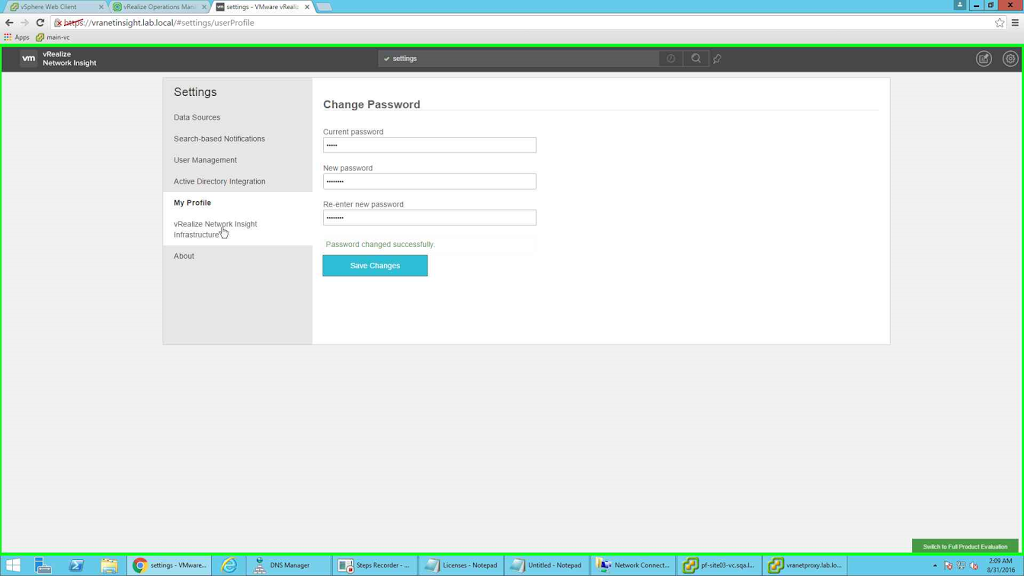 vSphere Web Client
vRealize Operations Man
settings - VMware vRealiz
https://vranetinsight.lab.local/#settings/userProfile
Apps
main-vc
vm
vRealize
Network Insight
settings
Settings
Data Sources
Search-based Notifications
User Management
Active Directory Integration
My Profile
vRealize Network Insight
Infrastructure
About
Change Password
Current password
•••••
New password
••••••••
Re-enter new password
••••••••
Password changed successfully.
Save Changes
Switch to Full Product Evaluation
settings - VMware...
DNS Manager
Steps Recorder - ...
Licenses - Notepad
Untitled - Notepad
Network Connect...
pf-site03-vc.sqa.l...
vranetproxy.lab.lo...
2:09 AM
8/31/2016